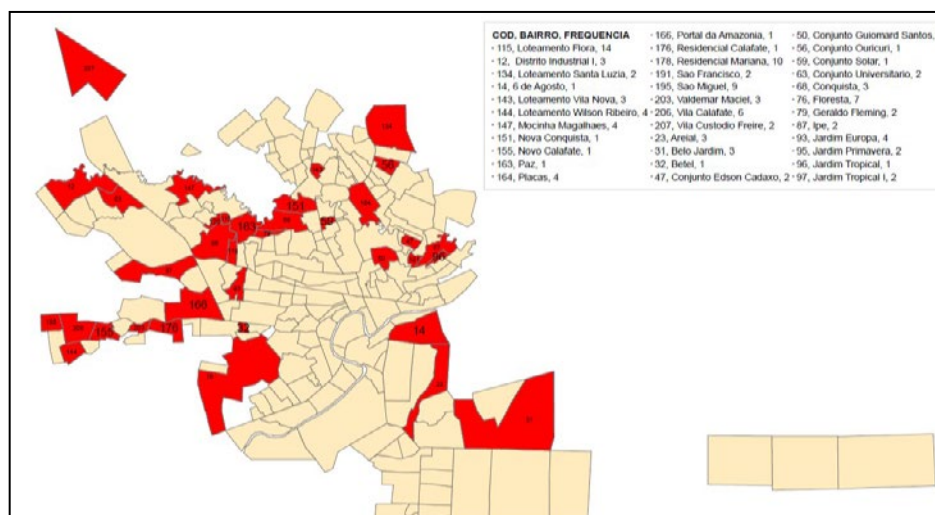 COD, BAIRRO, FREQUENCIA
· 115, Loteamento Flora, 14
· 12, Distrito Industrial I, 3
· 134, Loteamento Santa Luzia, 2
· 14, 6 de Agosto, 1
· 143, Loteamento Vila Nova, 3
· 144, Loteamento Wilson Ribeiro, 4
· 147, Mocinha Magalhaes, 4
· 151, Nova Conquista, 1
· 155, Novo Calafate, 1
· 163, Paz, 1
· 164, Placas, 4
· 166, Portal da Amazonia, 1
· 176, Residencial Calafate, 1
· 178, Residencial Mariana, 10
· 191, Sao Francisco, 2
· 195, Sao Miguel, 9
· 203, Valdemar Maciel, 3
· 206, Vila Calafate, 6
· 207, Vila Custodio Freire, 2
· 23, Areial, 3
· 31, Belo Jardim, 3
· 32, Betel, 1
· 47, Conjunto Edson Cadaxo, 2
· 50, Conjunto Guiomard Santos,
· 56, Conjunto Ouricuri, 1
· 59, Conjunto Solar, 1
· 63, Conjunto Universitario, 2
· 68, Conquista, 3
· 76, Floresta, 7
· 79, Geraldo Fleming, 2
· 87, Ipe, 2
· 93, Jardim Europa, 4
· 95, Jardim Primavera, 2
· 96, Jardim Tropical, 1
· 97, Jardim Tropical I, 2
151
56
59
163
96
166
155
176
32
14